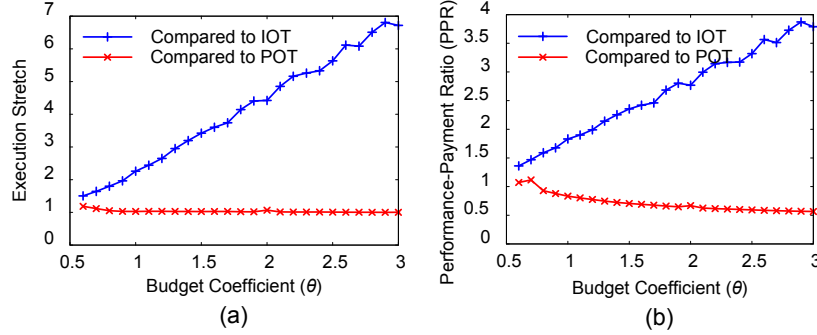 Execution Stretch
7
6
5
4
3
2
1
0
Compared to IOT
Compared to POT
0.5
1
1.5
2
2.5
3
Budget Coefficient (θ)
(a)
Performance-Payment Ratio (PPR)
4
3.5
3
2.5
2
1.5
1
0.5
0
Compared to IOT
Compared to POT
0.5
1
1.5
2
2.5
3
Budget Coefficient (θ)
(b)